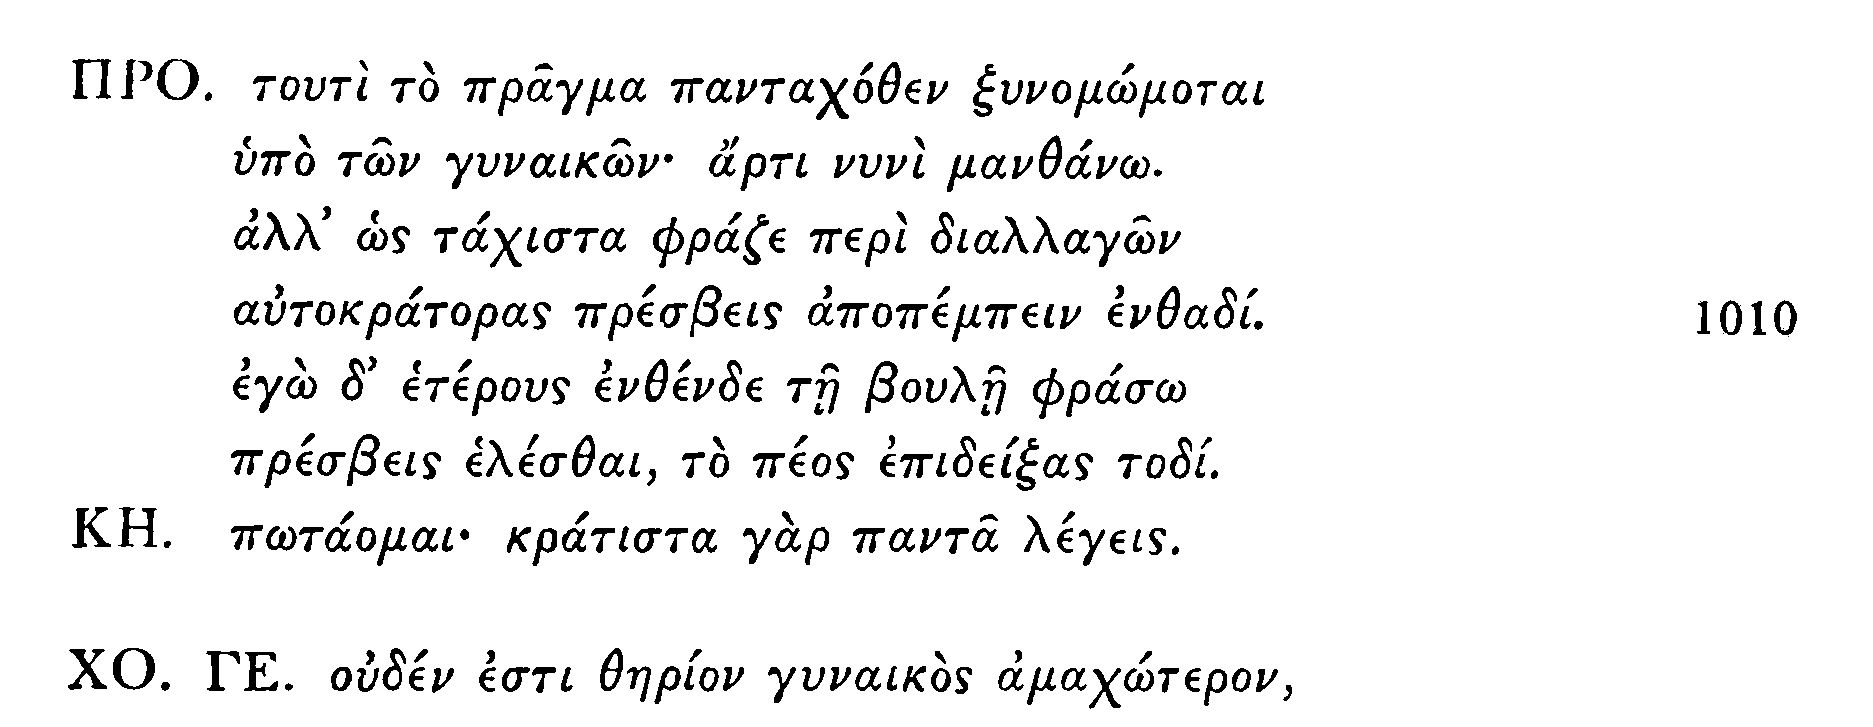 ΠΡΟ. τουτὶ τὸ πρᾶγμα πανταχόθεν ξυνομώμοται
ὑπὸ τῶν γυναικῶν· ἄρτι νυνὶ μανθάνω.
ἀλλ’ ὡς τάχιστα φράζε περὶ διαλλαγῶν
αὐτοκράτορας πρέσβεις ἀποπέμπειν ἐνθαδί. 1010
ἐγὼ δ’ ἑτέρους ἐνθένδε τῇ βουλῇ φράσω
πρέσβεις ἑλέσθαι, τὸ πέος ἐπιδείξας τοδί.
ΚΗ. πωτάομαι· κράτιστα γὰρ παντᾶ λέγεις.
ΧΟ. ΓΕ. οὐδέν ἐστι θηρίον γυναικὸς ἀμαχώτερον,